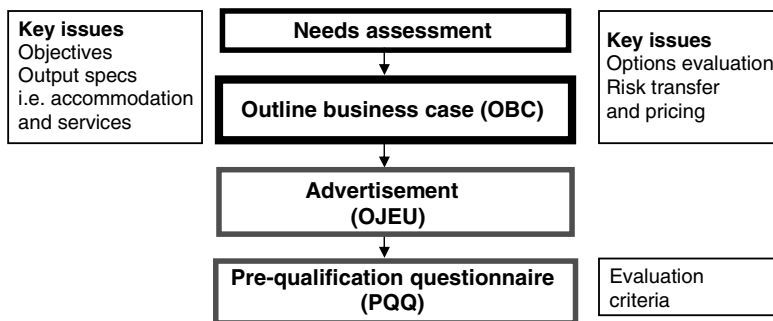 Key issues
Objectives
Output specs
i.e. accommodation
and services
Needs assessment
Outline business case (OBC)
Key issues
Options evaluation
Risk transfer
and pricing
Advertisement
(OJEU)
Pre-qualification questionnaire
(PQQ)
Evaluation
criteria